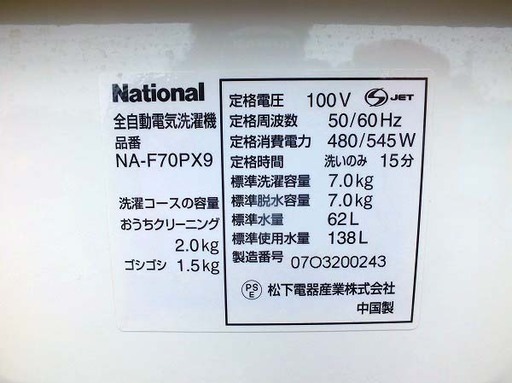 National
全自動電気洗濯機
品番
NA-F70PX9
洗濯コースの容量
おうちクリーニング
2.0kg
ゴシゴシ 1.5kg
定格電圧 100V S JET
定格周波数 50/60Hz
定格消費電力 480/545W
定格時間 洗いのみ 15分
標準洗濯容量 7.0kg
標準脱水容量 7.0kg
標準水量 62L
標準使用水量 138L
製造番号 07O3200243
PSE 松下電器産業株式会社
中国製